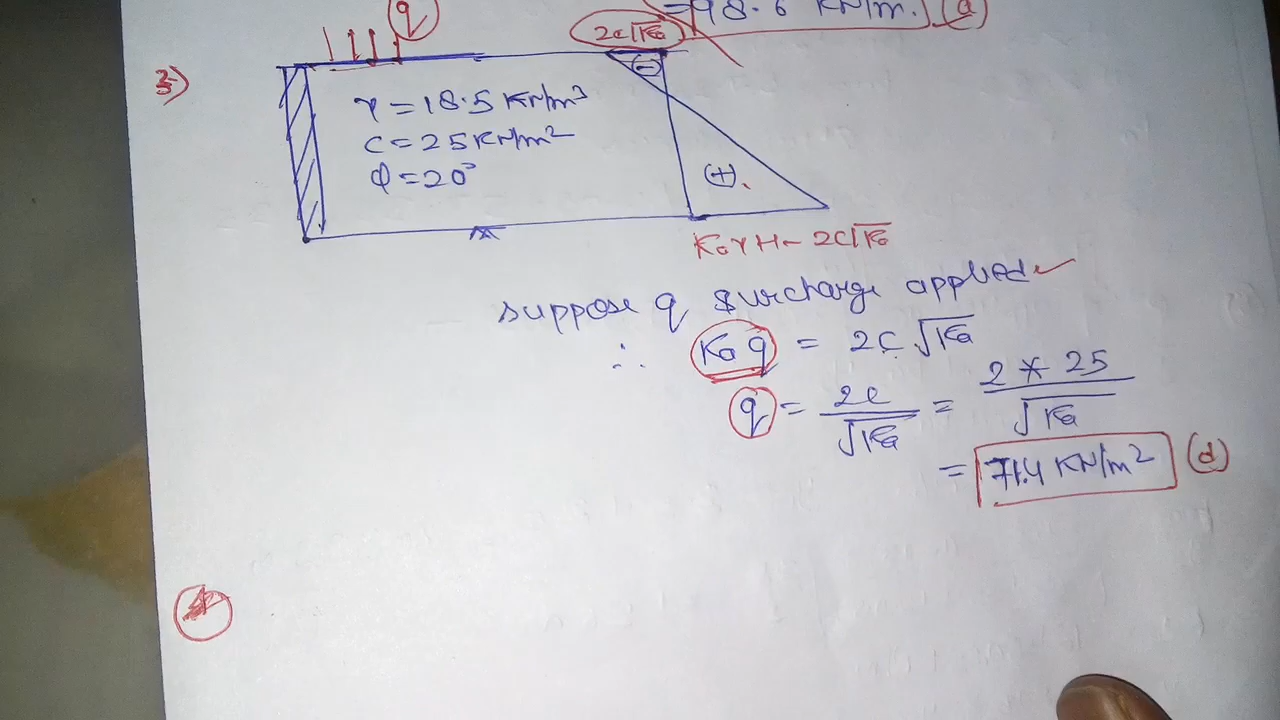 = 98.6 KN/m. (a)
q
2c√Ka
3)
(-)
γ = 18.5 KN/m³
C = 25 KN/m²
Φ = 20°
(+).
KaγH - 2C√Ka
suppose q surcharge applied
∴ Ka q = 2C √Ka
q = 2C/√Ka = 2 * 25/√Ka
= 71.4 KN/m² (d)